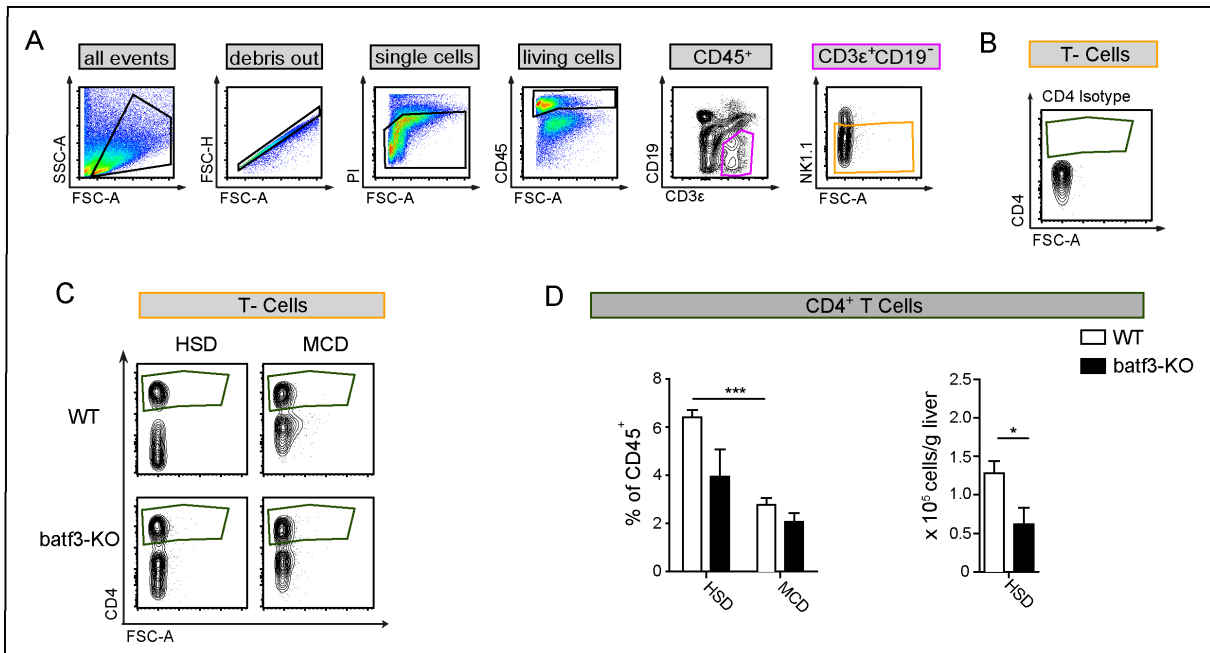 A
all events
debris out
single cells
living cells
CD45⁺
CD3ε⁺CD19⁻
SSC-A
FSC-A
FSC-H
FSC-A
PI
FSC-A
CD45
FSC-A
CD19
CD3ε
NK1.1
FSC-A
B
T- Cells
CD4 Isotype
CD4
FSC-A
C
T- Cells
HSD
MCD
WT
batf3-KO
CD4
FSC-A
D
CD4⁺ T Cells
WT
batf3-KO
% of CD45⁺
8
6
4
2
0
***
HSD
MCD
x 10⁵ cells/g liver
2.5
2.0
1.5
1.0
0.5
0
*
HSD